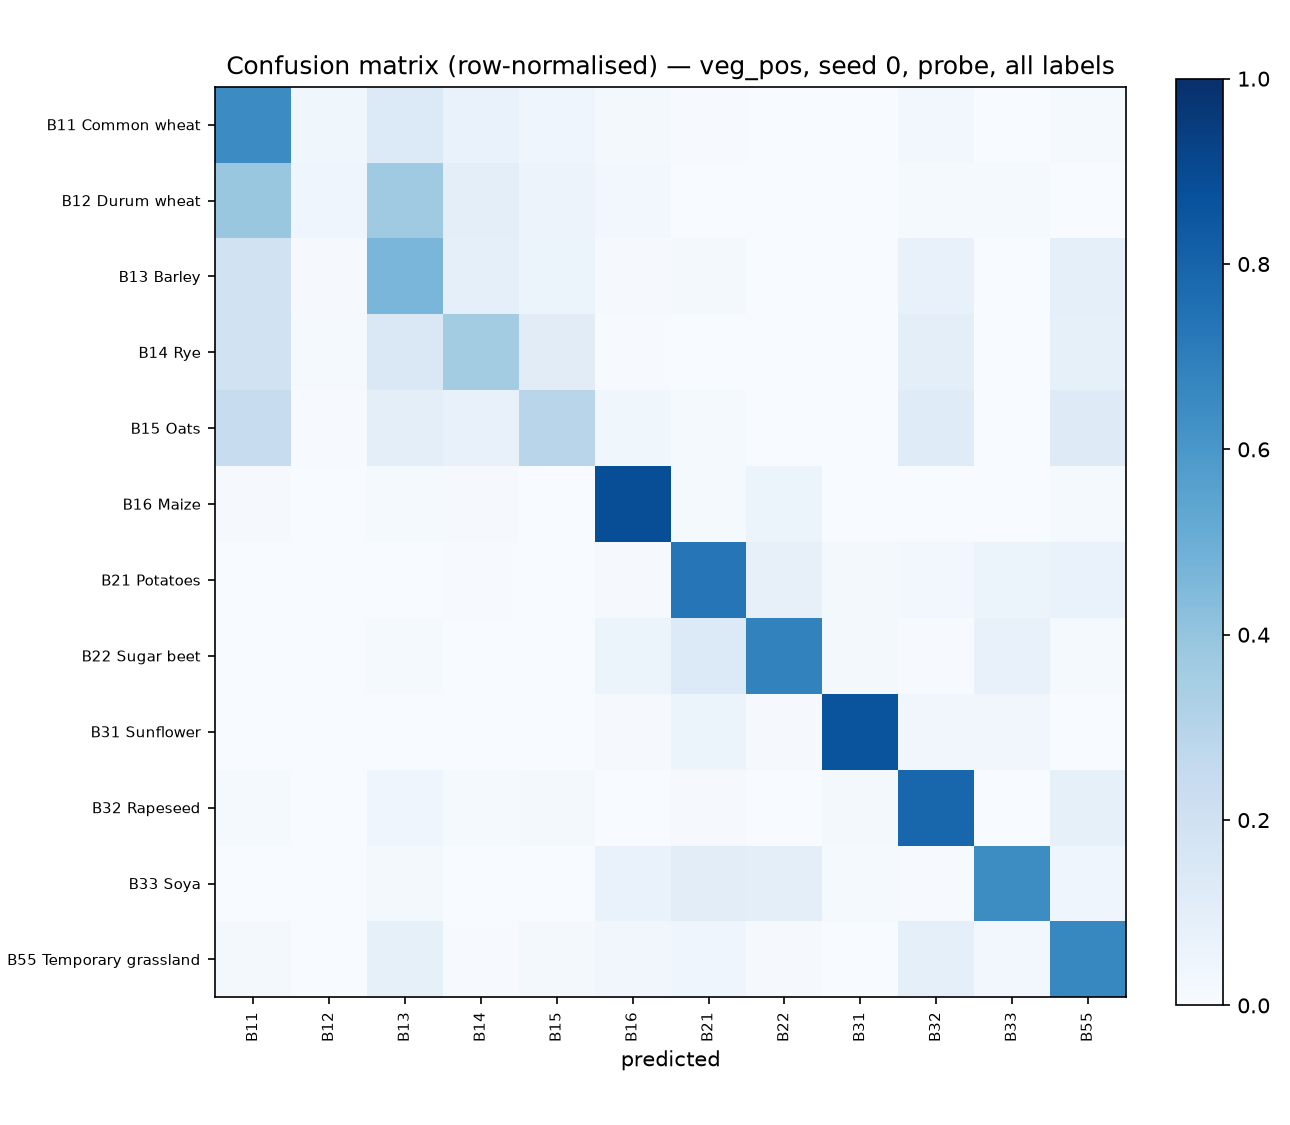 Confusion matrix (row-normalised) — veg_pos, seed 0, probe, all labels
B11 Common wheat
B12 Durum wheat
B13 Barley
B14 Rye
B15 Oats
B16 Maize
B21 Potatoes
B22 Sugar beet
B31 Sunflower
B32 Rapeseed
B33 Soya
B55 Temporary grassland
B11 B12 B13 B14 B15 B16 B21 B22 B31 B32 B33 B55
predicted
1.0
0.8
0.6
0.4
0.2
0.0